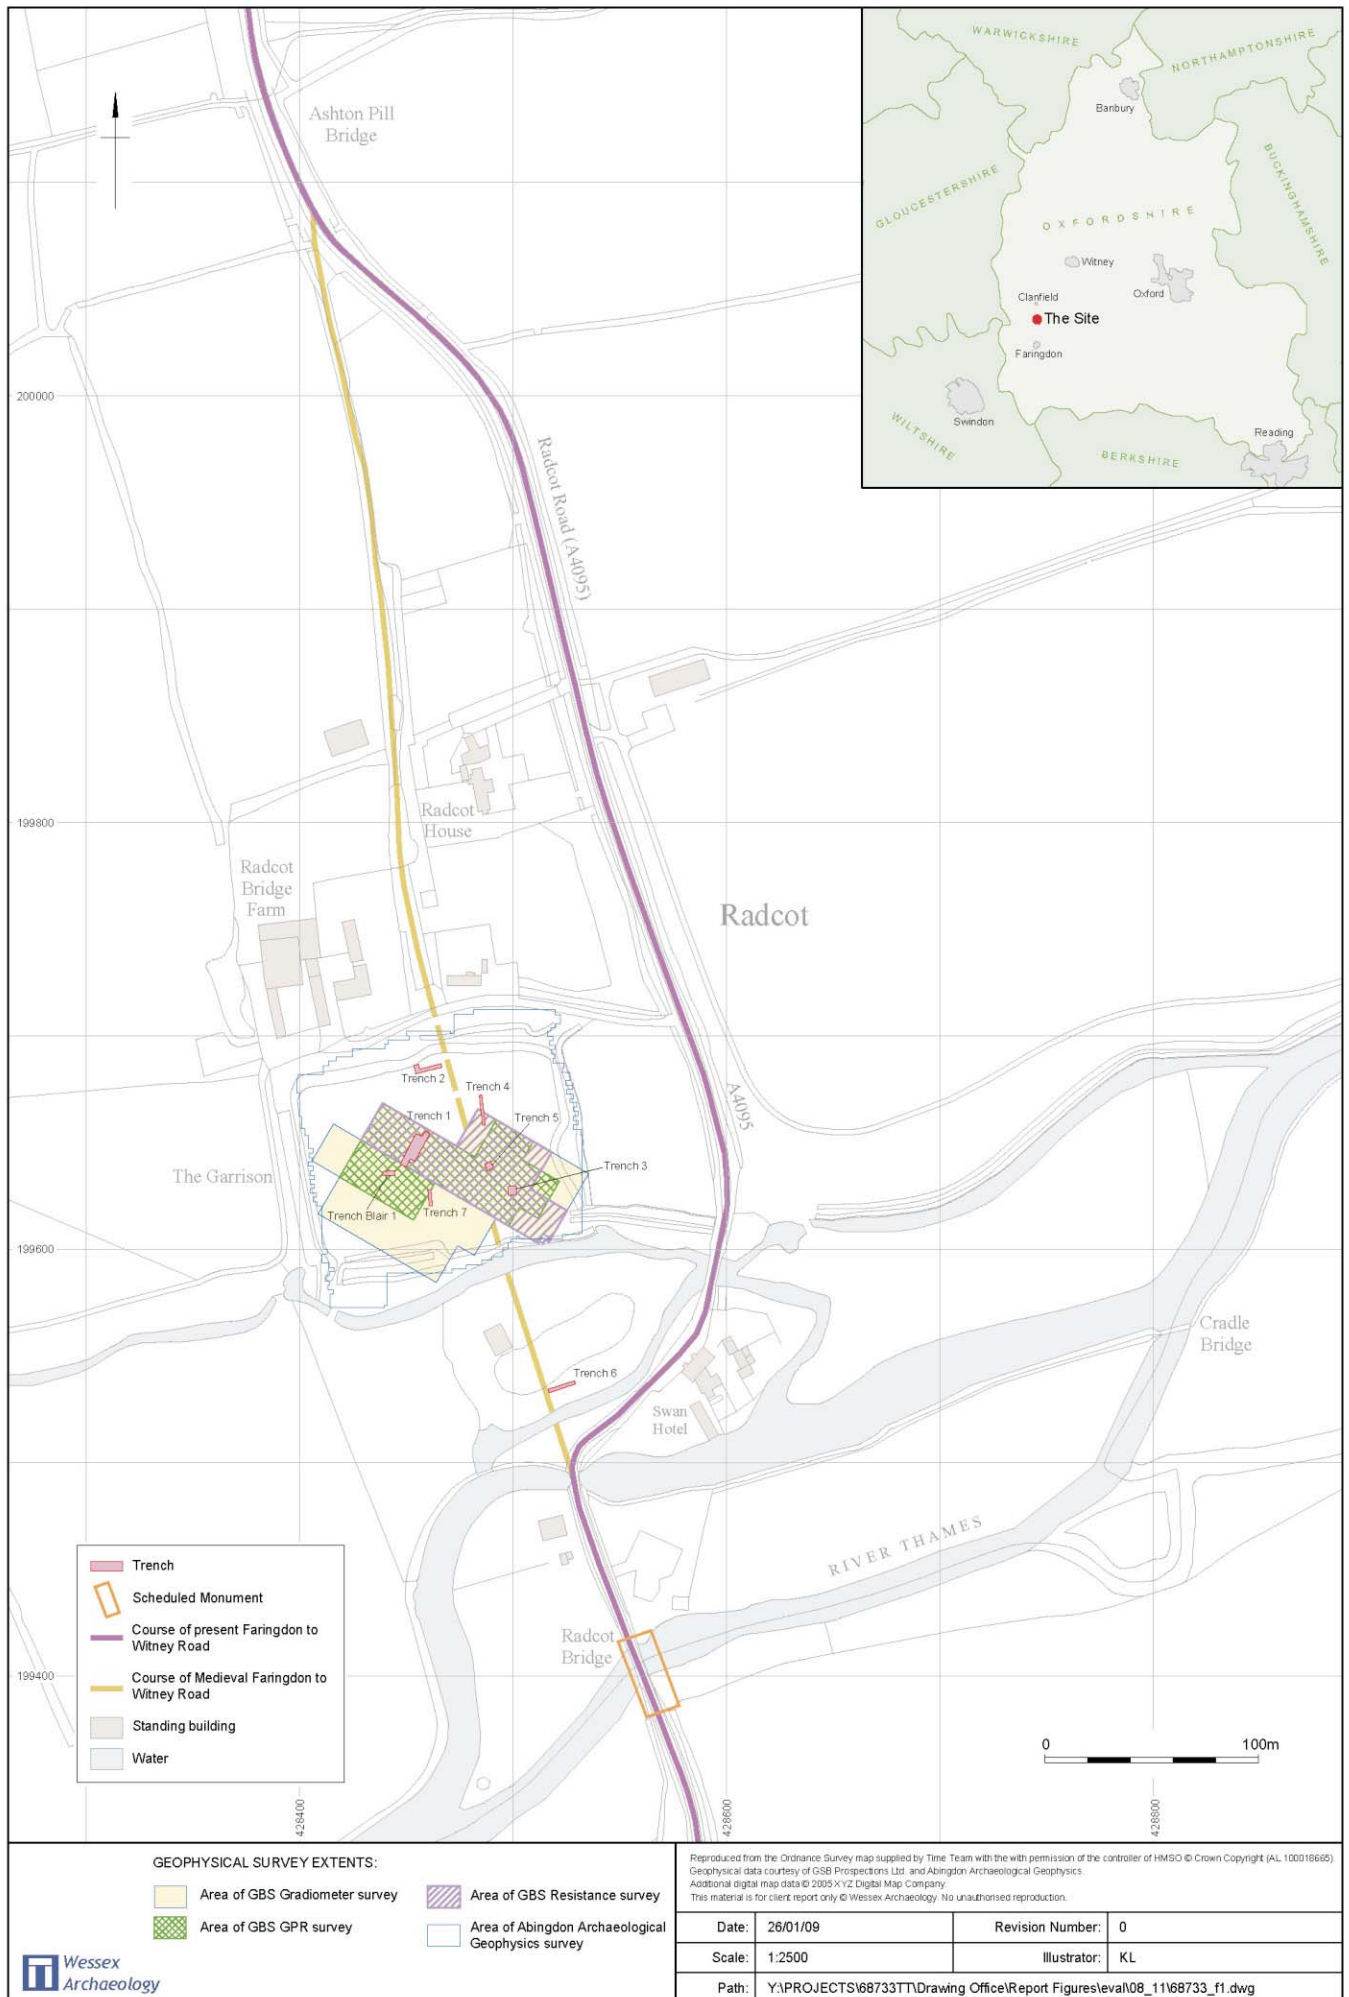 WARWICKSHIRE
NORTHAMPTONSHIRE
Banbury
GLOUCESTERSHIRE
BUCKINGHAMSHIRE
OXFORDSHIRE
Witney
Oxford
Clanfield
The Site
Faringdon
Swindon
WILTSHIRE
BERKSHIRE
Reading
Ashton Pill
Bridge
200000
Radcot Road (A4095)
199800
Radcot
House
Radcot
Bridge
Farm
Radcot
A4095
Trench 2
Trench 4
Trench 1
Trench 5
Trench 3
The Garrison
Trench Blair 1
Trench 7
199600
Cradle
Bridge
Trench 6
Swan
Hotel
RIVER THAMES
Radcot
Bridge
199400
Trench
Scheduled Monument
Course of present Faringdon to
Witney Road
Course of Medieval Faringdon to
Witney Road
Standing building
Water
0 100m
428400
428600
428800
GEOPHYSICAL SURVEY EXTENTS:
Area of GBS Gradiometer survey
Area of GBS Resistance survey
Area of GBS GPR survey
Area of Abingdon Archaeological
Geophysics survey
Wessex
Archaeology
Reproduced from the Ordnance Survey map supplied by Time Team with the with permission of the controller of HMSO © Crown Copyright (AL 100018665)
Geophysical data courtesy of GSB Prospections Ltd. and Abingdon Archaeological Geophysics.
Additional digital map data © 2005 XYZ Digital Map Company.
This material is for client report only © Wessex Archaeology. No unauthorised reproduction.
Date: 26/01/09 Revision Number: 0
Scale: 1:2500 Illustrator: KL
Path: Y:\PROJECTS\68733TT\Drawing Office\Report Figures\eval\08_11\68733_f1.dwg